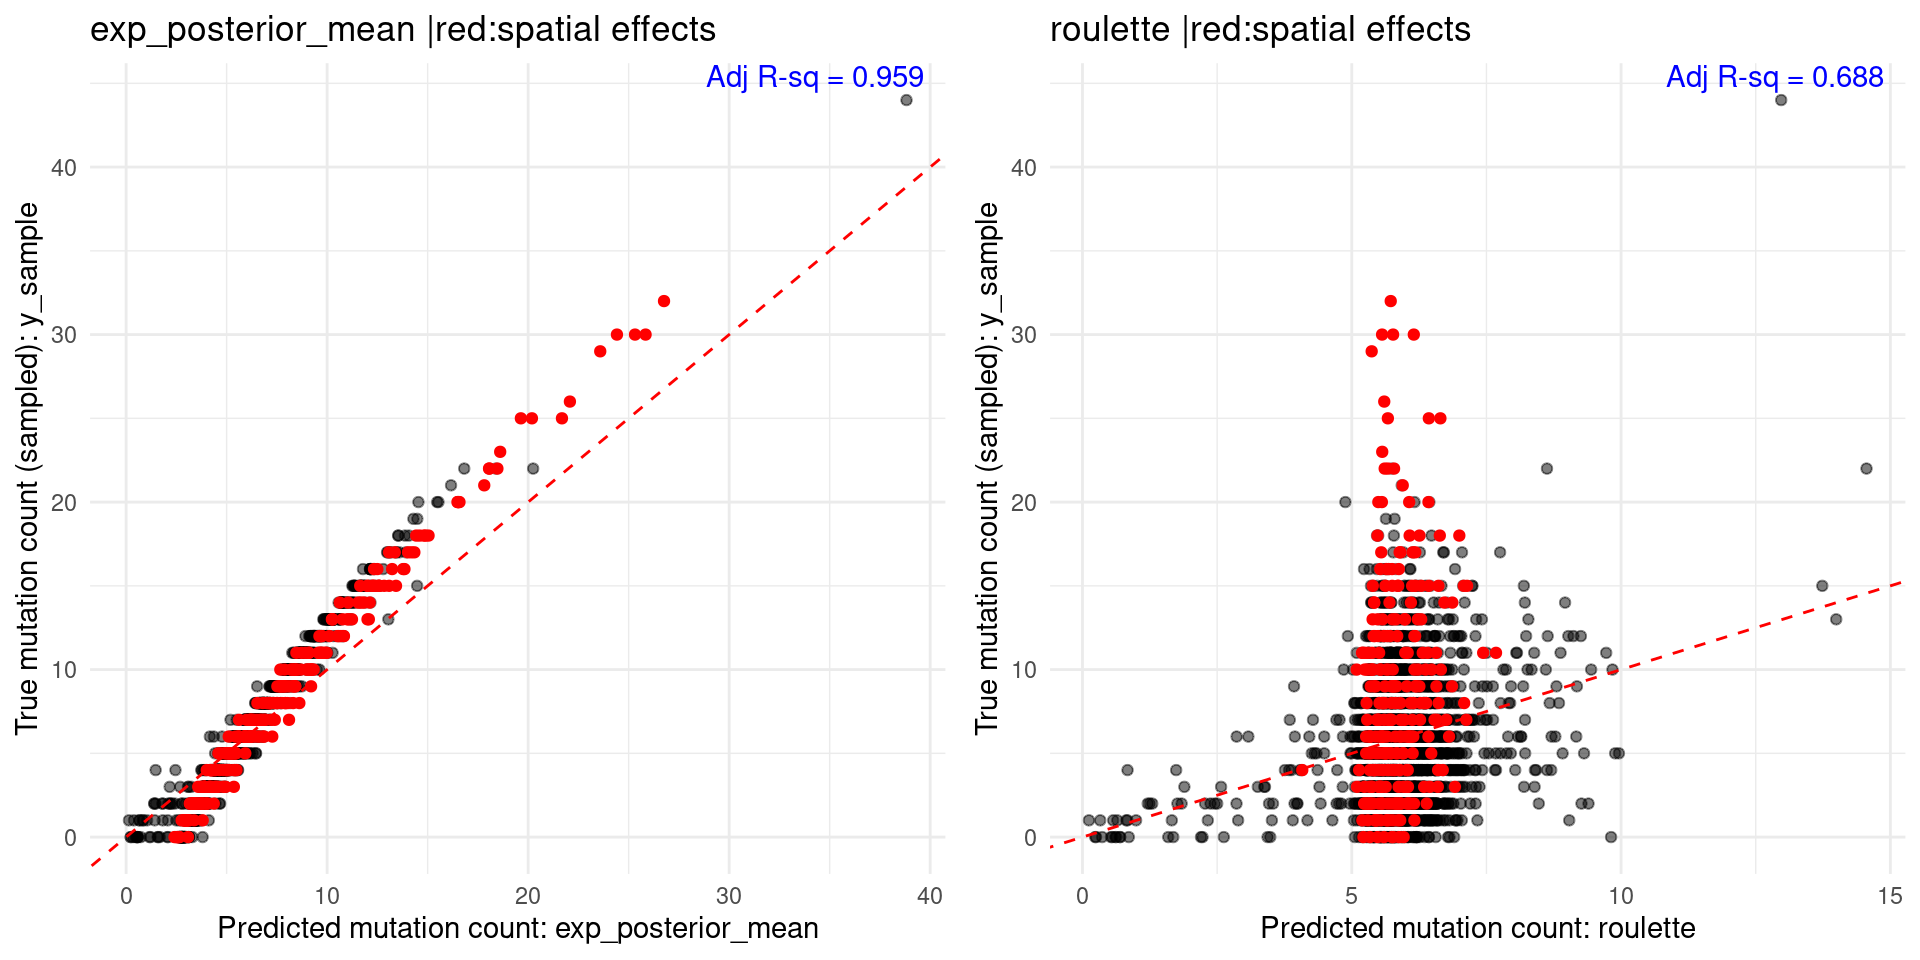 exp_posterior_mean |red:spatial effects
Adj R-sq = 0.959
True mutation count (sampled): y_sample
40
30
20
10
0
0 10 20 30 40
Predicted mutation count: exp_posterior_mean
roulette |red:spatial effects
Adj R-sq = 0.688
True mutation count (sampled): y_sample
40
30
20
10
0
0 5 10 15
Predicted mutation count: roulette